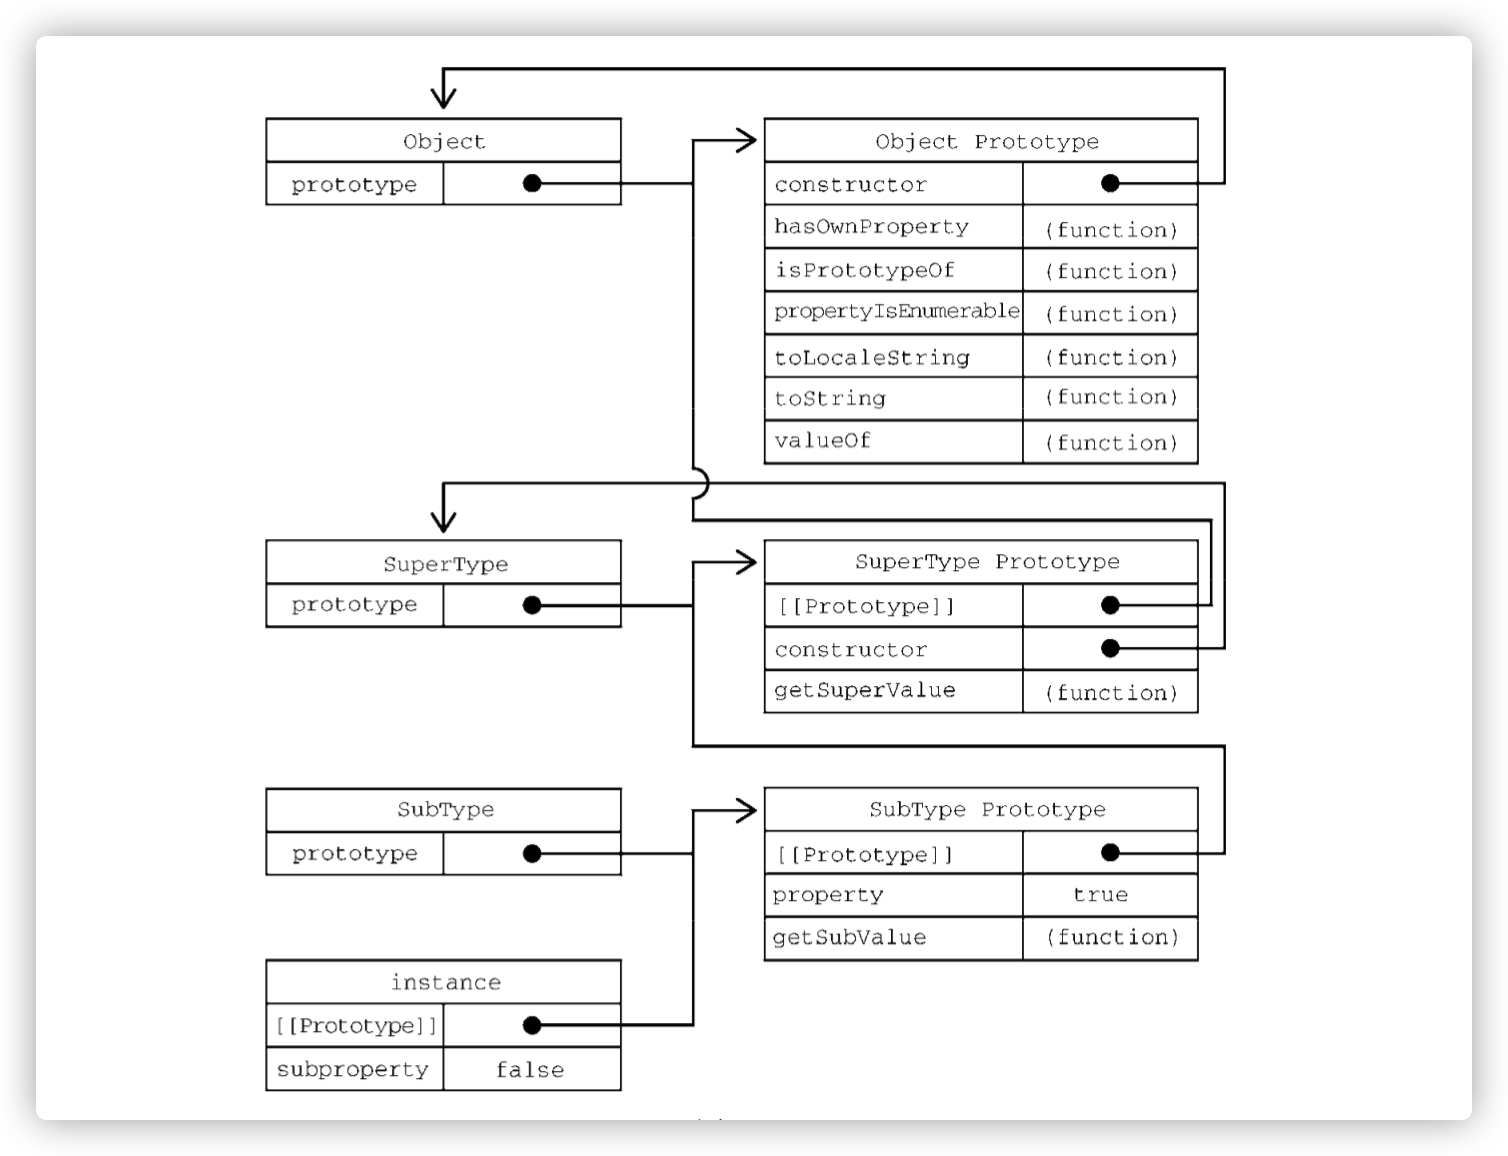 Object
prototype
Object Prototype
constructor
hasOwnProperty (function)
isPrototypeOf (function)
propertyIsEnumerable (function)
toLocaleString (function)
toString (function)
valueOf (function)
SuperType
prototype
SuperType Prototype
[[Prototype]]
constructor
getSuperValue (function)
SubType
prototype
SubType Prototype
[[Prototype]]
property true
getSubValue (function)
instance
[[Prototype]]
subproperty false